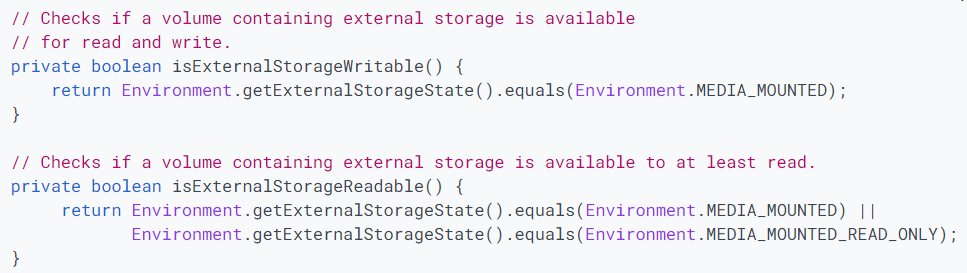 // Checks if a volume containing external storage is available
// for read and write.
private boolean isExternalStorageWritable() {
    return Environment.getExternalStorageState().equals(Environment.MEDIA_MOUNTED);
}

// Checks if a volume containing external storage is available to at least read.
private boolean isExternalStorageReadable() {
     return Environment.getExternalStorageState().equals(Environment.MEDIA_MOUNTED) ||
            Environment.getExternalStorageState().equals(Environment.MEDIA_MOUNTED_READ_ONLY);
}